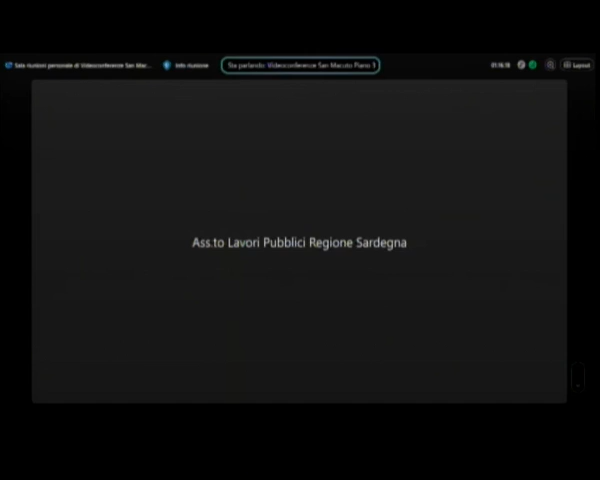 Sala riunioni personale di Videoconferenze San Mac...
Info riunione
Sta parlando: Videoconferenze San Macuto Piano 1
Layout
Ass.to Lavori Pubblici Regione Sardegna